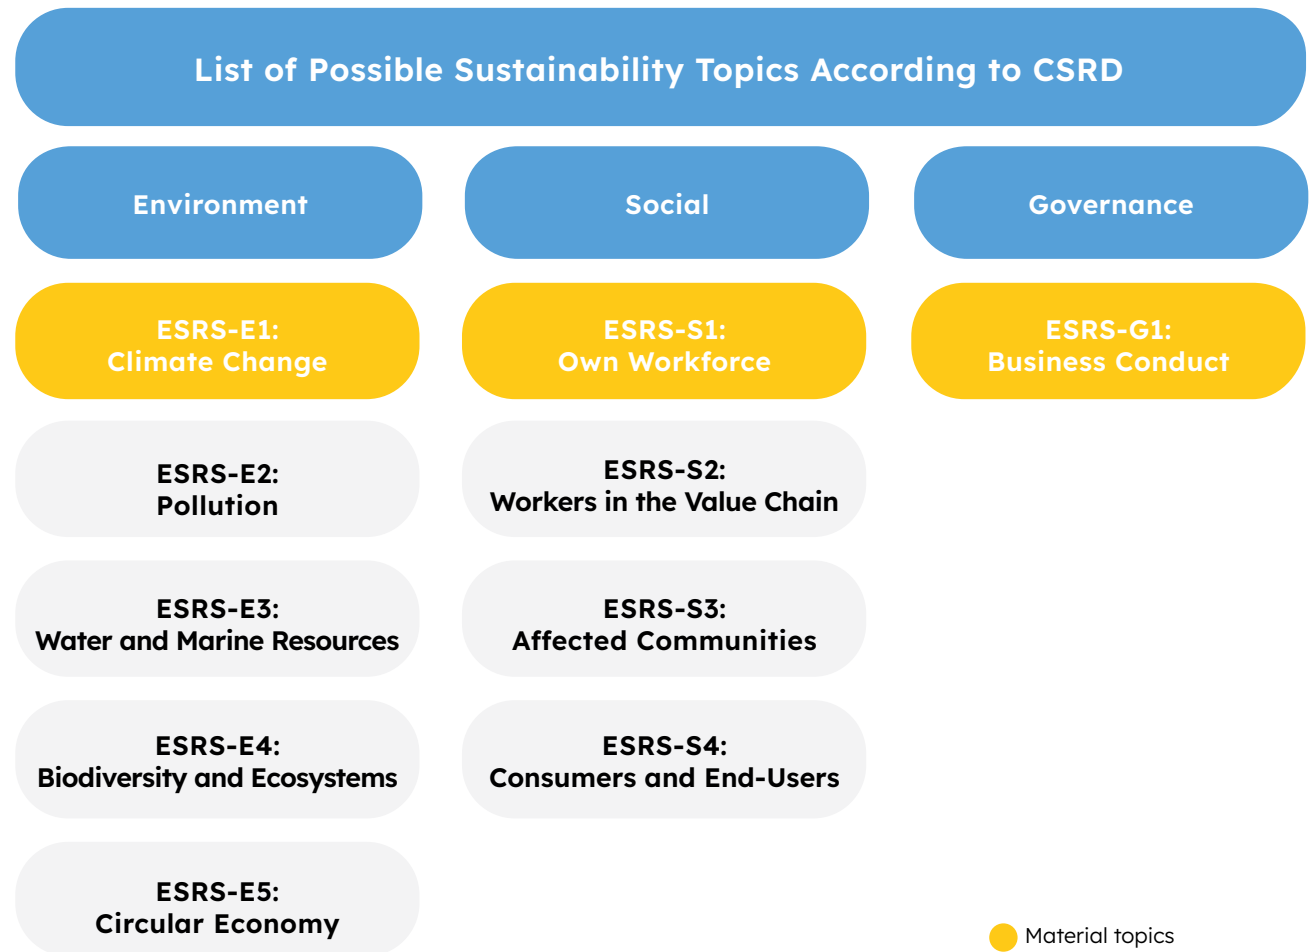 List of Possible Sustainability Topics According to CSRD
Environment
Social
Governance
ESRS-E1:
Climate Change
ESRS-S1:
Own Workforce
ESRS-G1:
Business Conduct
ESRS-E2:
Pollution
ESRS-S2:
Workers in the Value Chain
ESRS-E3:
Water and Marine Resources
ESRS-S3:
Affected Communities
ESRS-E4:
Biodiversity and Ecosystems
ESRS-S4:
Consumers and End-Users
ESRS-E5:
Circular Economy
Material topics